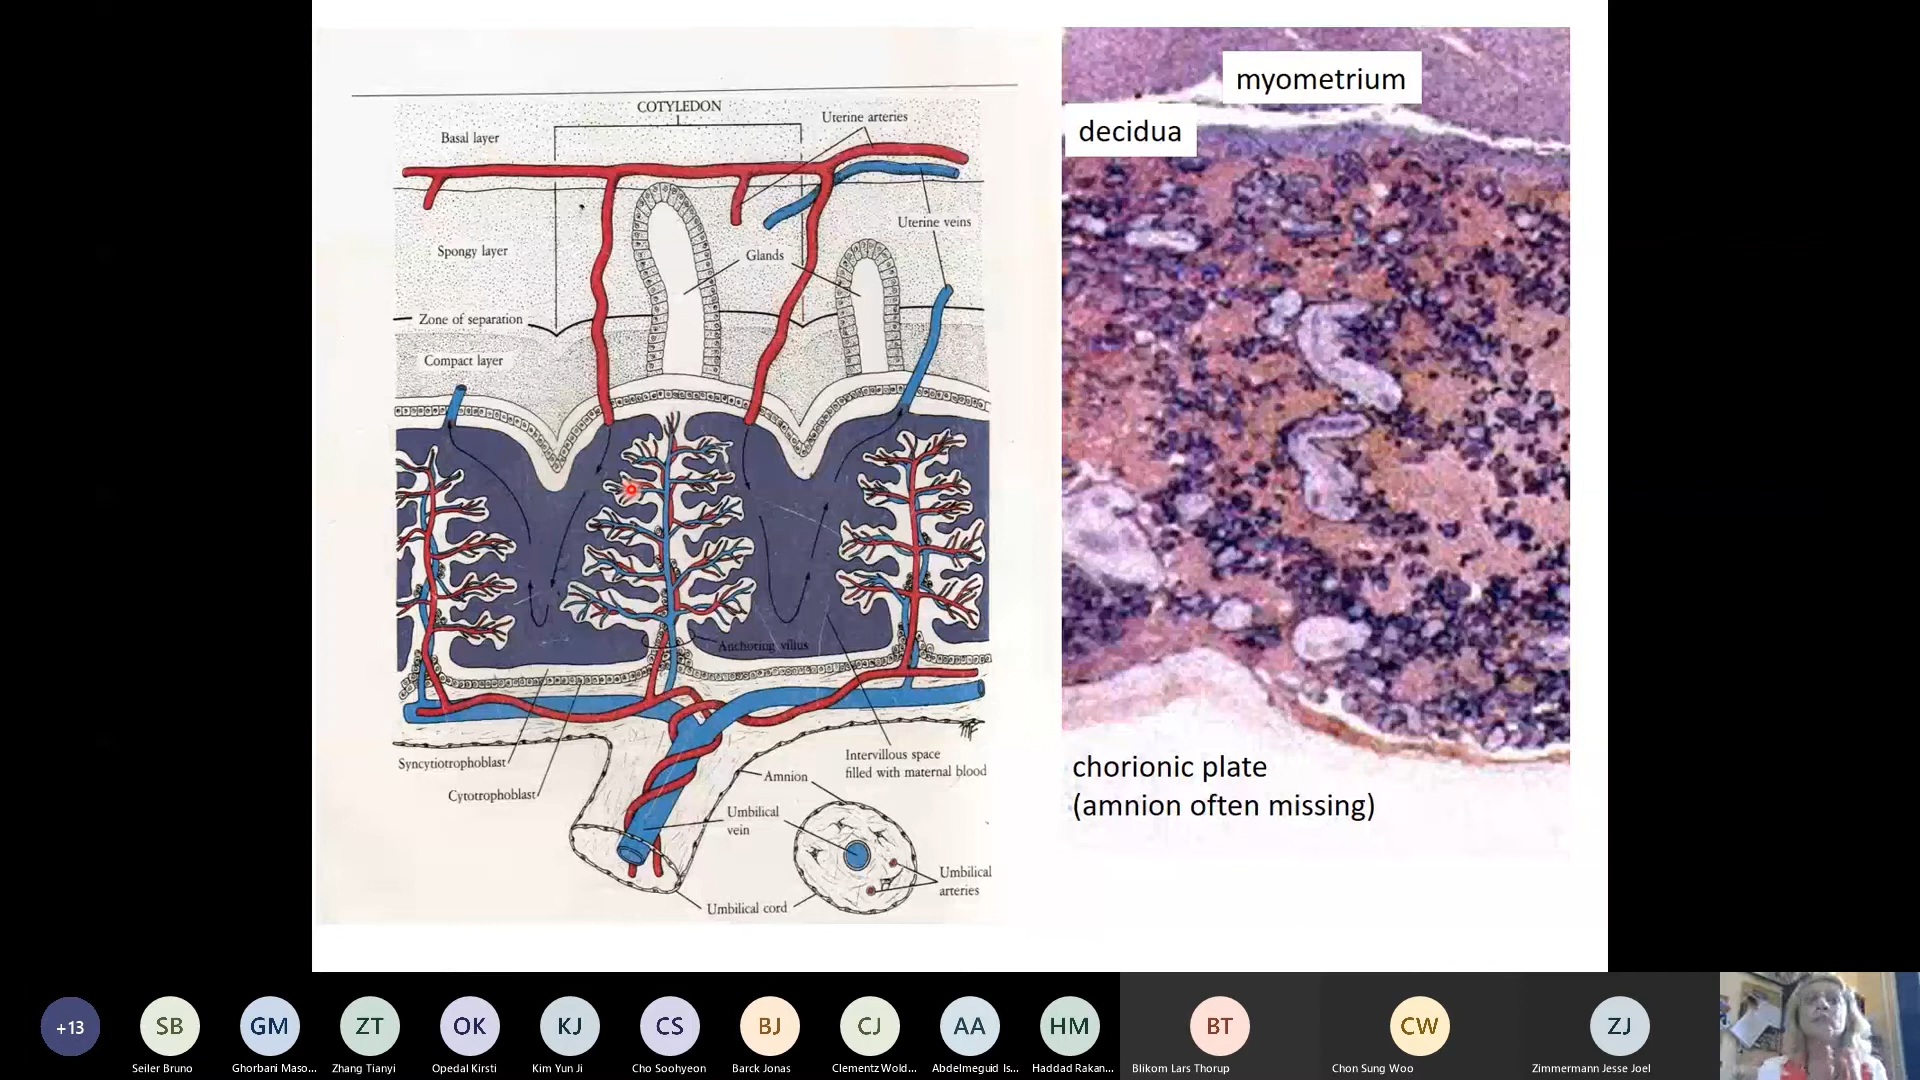 COTYLEDON
Basal layer
Uterine arteries
Spongy layer
Uterine veins
Glands
Zone of separation
Compact layer
Anchoring villus
Syncytiotrophoblast
Cytotrophoblast
Intervillous space
filled with maternal blood
Amnion
Umbilical
vein
Umbilical
arteries
Umbilical cord
myometrium
decidua
chorionic plate
(amnion often missing)
+13
SB
GM
ZT
OK
KJ
CS
BJ
CJ
AA
HM
BT
CW
ZJ
Seiler Bruno
Ghorbani Maso...
Zhang Tianyi
Opedal Kirsti
Kim Yun Ji
Cho Soohyeon
Barck Jonas
Clementz Wold...
Abdelmeguid Is...
Haddad Rakan...
Blikom Lars Thorup
Chon Sung Woo
Zimmermann Jesse Joel